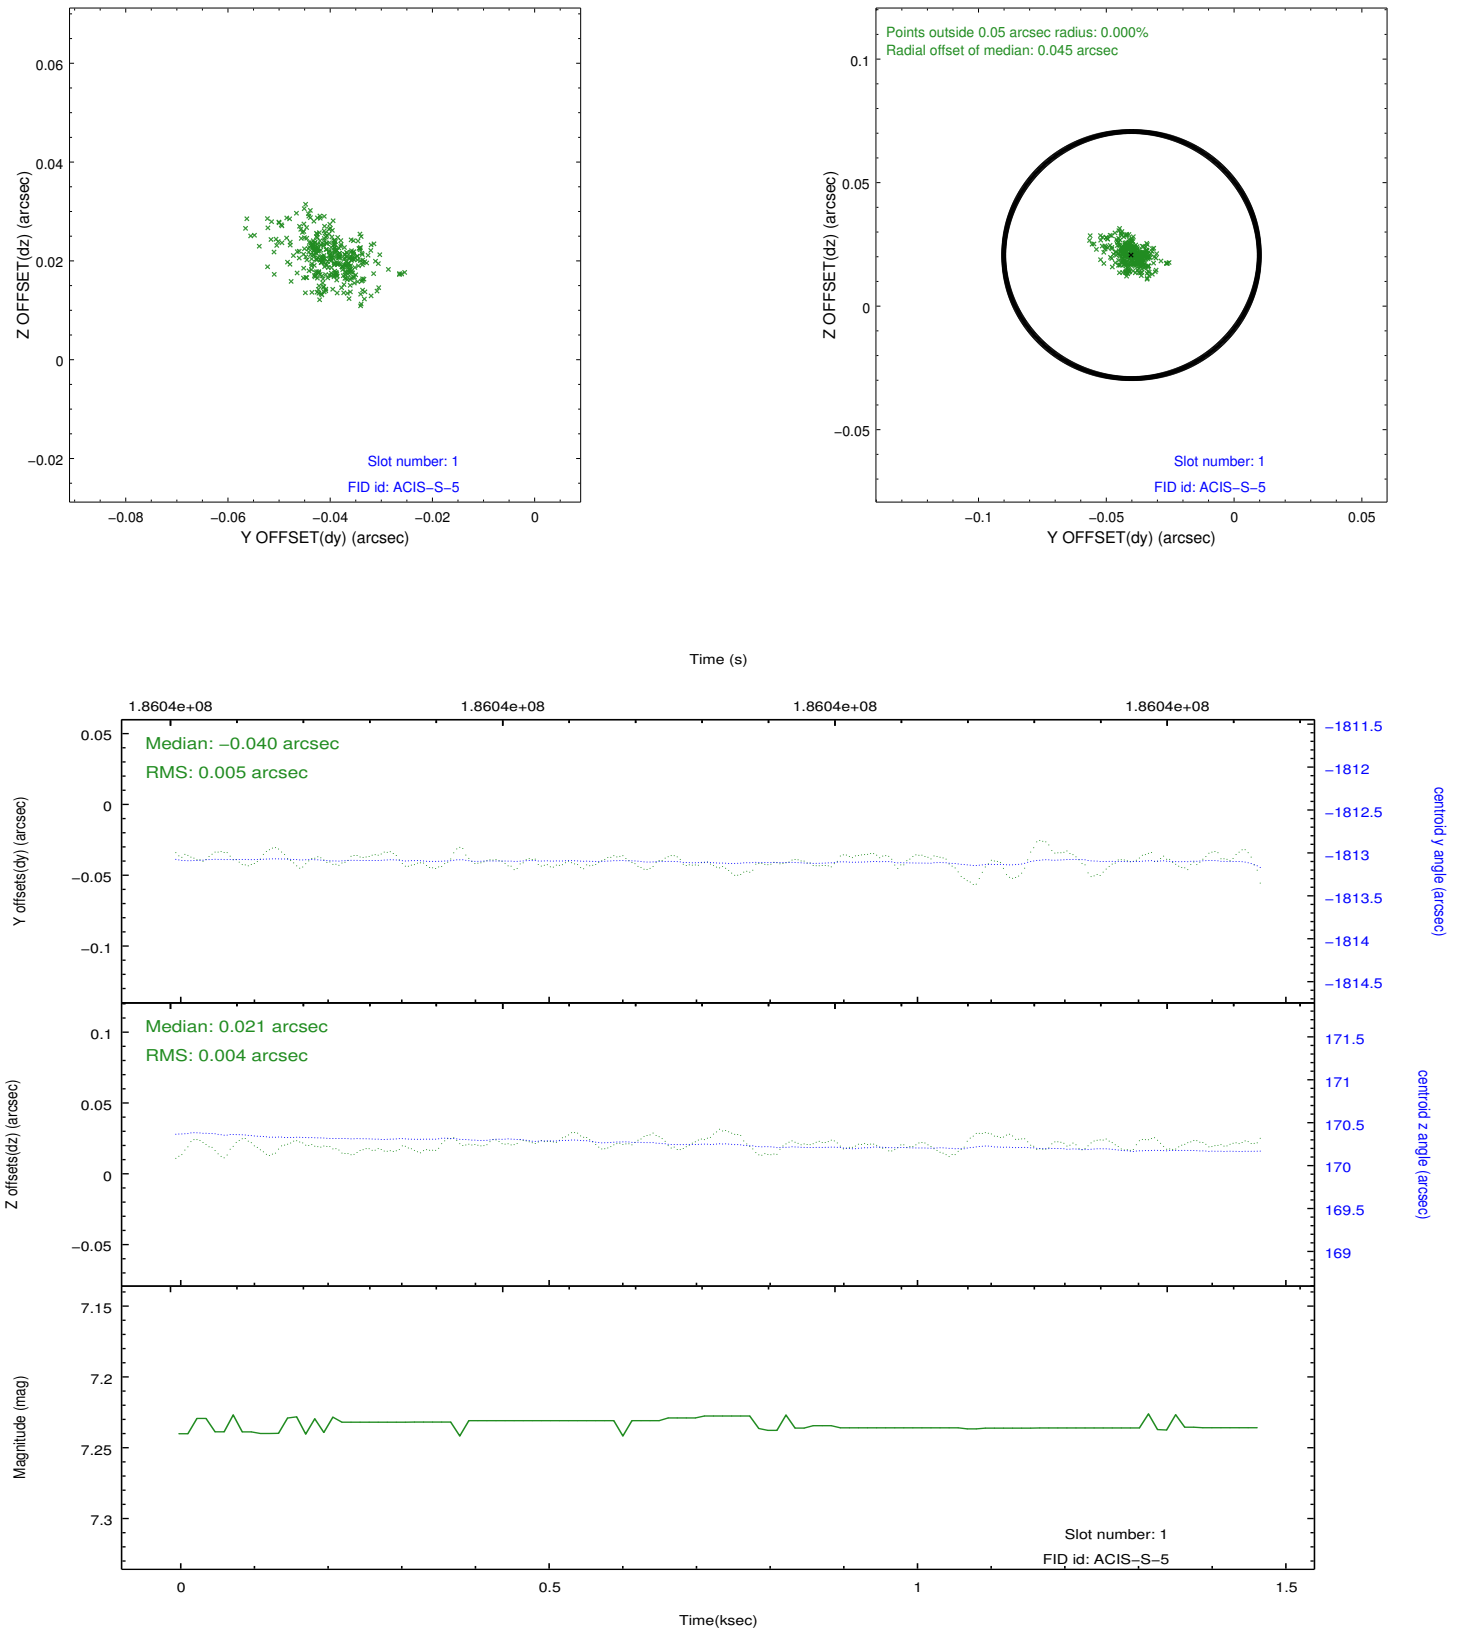 0.06
0.04
0.02
0
−0.02
Z OFFSET(dz) (arcsec)
Slot number: 1
FID id: ACIS−S−5
−0.08 −0.06 −0.04 −0.02 0
Y OFFSET(dy) (arcsec)
Points outside 0.05 arcsec radius: 0.000%
Radial offset of median: 0.045 arcsec
0.1
0.05
0
−0.05
Z OFFSET(dz) (arcsec)
Slot number: 1
FID id: ACIS−S−5
−0.1 −0.05 0 0.05
Y OFFSET(dy) (arcsec)
Time (s)
1.8604e+08 1.8604e+08 1.8604e+08 1.8604e+08
Median: −0.040 arcsec
RMS: 0.005 arcsec
0.05
0
−0.05
−0.1
Y offsets(dy) (arcsec)
−1811.5
−1812
−1812.5
−1813
−1813.5
−1814
−1814.5
centroid y angle (arcsec)
Median: 0.021 arcsec
RMS: 0.004 arcsec
0.1
0.05
0
−0.05
Z offsets(dz) (arcsec)
171.5
171
170.5
170
169.5
169
centroid z angle (arcsec)
7.15
7.2
7.25
7.3
Magnitude (mag)
Slot number: 1
FID id: ACIS−S−5
0 0.5 1 1.5
Time(ksec)